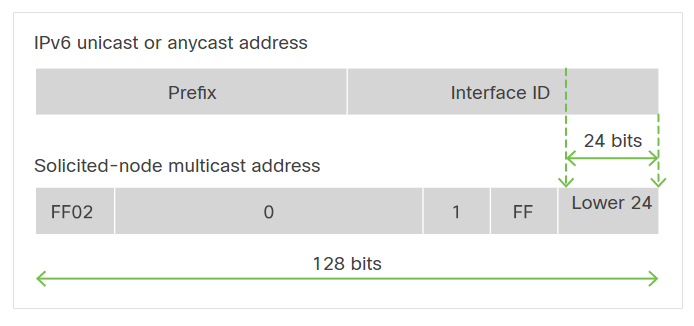 IPv6 unicast or anycast address
Prefix Interface ID
24 bits
Solicited-node multicast address
FF02 0 1 FF Lower 24
128 bits